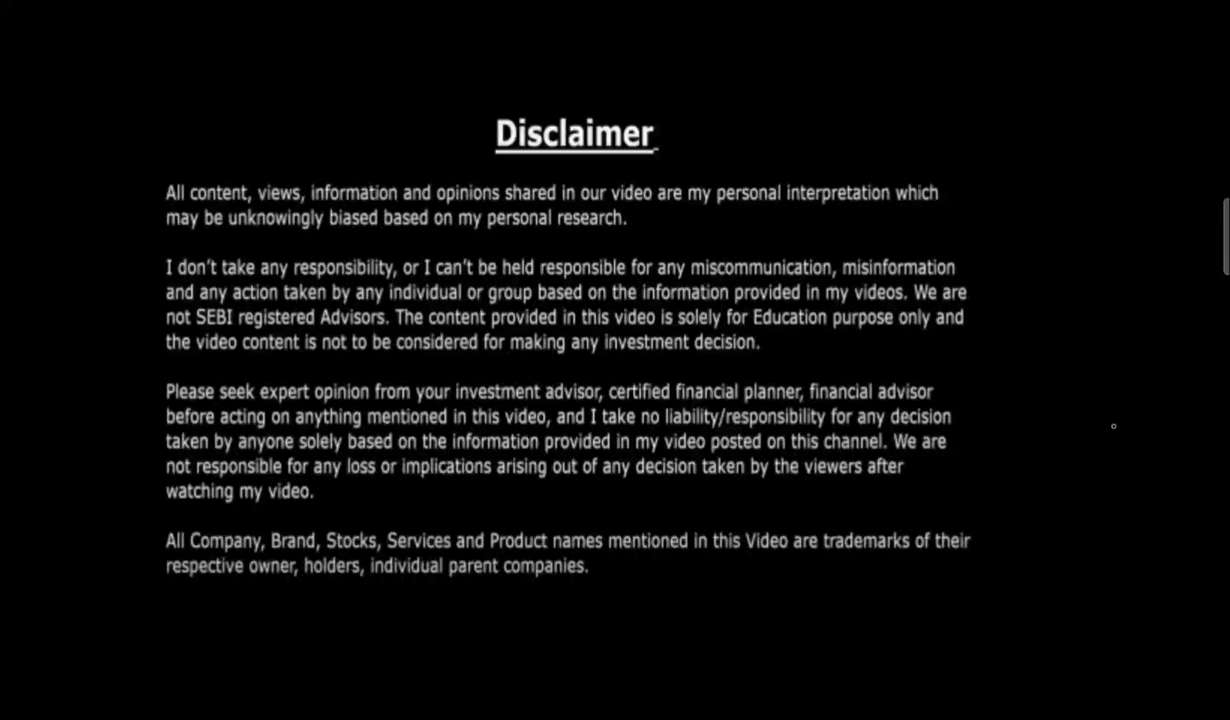 Disclaimer
All content, views, information and opinions shared in our video are my personal interpretation which
may be unknowingly biased based on my personal research.
I don't take any responsibility, or I can't be held responsible for any miscommunication, misinformation
and any action taken by any individual or group based on the information provided in my videos. We are
not SEBI registered Advisors. The content provided in this video is solely for Education purpose only and
the video content is not to be considered for making any investment decision.
Please seek expert opinion from your investment advisor, certified financial planner, financial advisor
before acting on anything mentioned in this video, and I take no liability/responsibility for any decision
taken by anyone solely based on the information provided in my video posted on this channel. We are
not responsible for any loss or implications arising out of any decision taken by the viewers after
watching my video.
All Company, Brand, Stocks, Services and Product names mentioned in this Video are trademarks of their
respective owner, holders, individual parent companies.